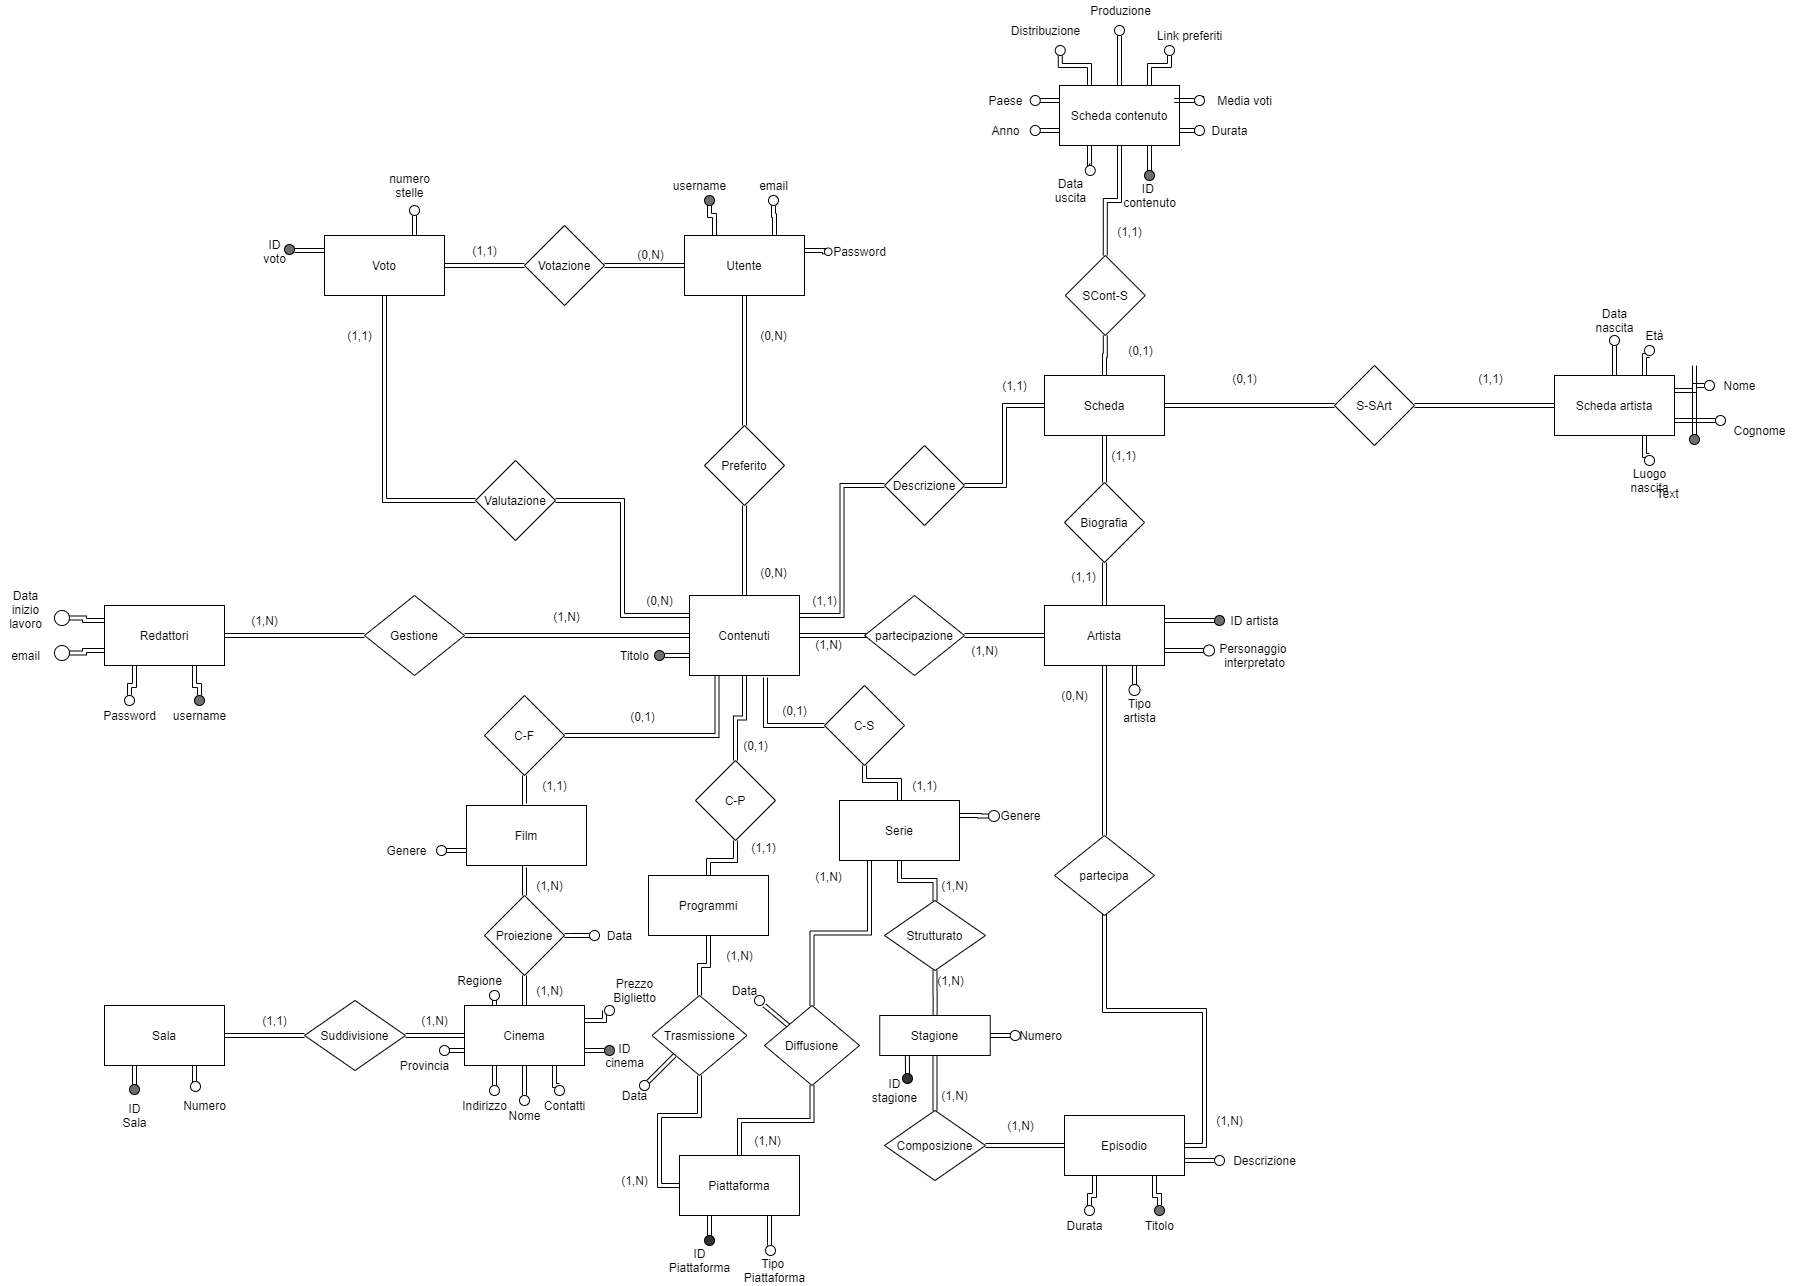 Produzione
Distribuzione
Link preferiti
Paese
Scheda contenuto
Media voti
Anno
Durata
Data
uscita
ID
contenuto
numero
stelle
username
email
ID
voto
Voto
(1,1)
Votazione
(0,N)
Utente
Password
(1,1)
SCont-S
(0,1)
(1,1)
(0,N)
Data
nascita
Età
(1,1)
Scheda
(0,1)
S-SArt
(1,1)
Scheda artista
Nome
Cognome
Luogo
nascita
Text
(1,1)
Preferito
Valutazione
Descrizione
Biografia
(0,N)
(1,1)
Data
inizio
lavoro
email
Redattori
(1,N)
Gestione
(1,N)
(0,N)
Contenuti
Titolo
(1,1)
(1,N)
partecipazione
(1,N)
Artista
ID artista
Personaggio
interpretato
Tipo
artista
(0,N)
Password
username
C-F
(0,1)
(0,1)
(0,1)
C-S
(1,1)
C-P
(1,1)
Film
Genere
(1,1)
Serie
Genere
(1,N)
Proiezione
Data
Programmi
(1,N)
(1,N)
(1,N)
Strutturato
(1,N)
partecipa
Regione
(1,N)
Prezzo
Biglietto
Sala
(1,1)
Suddivisione
(1,N)
Cinema
Provincia
ID
cinema
Indirizzo
Nome
Contatti
ID
Sala
Numero
Trasmissione
Data
Data
Diffusione
Stagione
Numero
ID
stagione
(1,N)
Composizione
(1,N)
Episodio
(1,N)
Descrizione
Durata
Titolo
(1,N)
(1,N)
Piattaforma
ID
Piattaforma
Tipo
Piattaforma